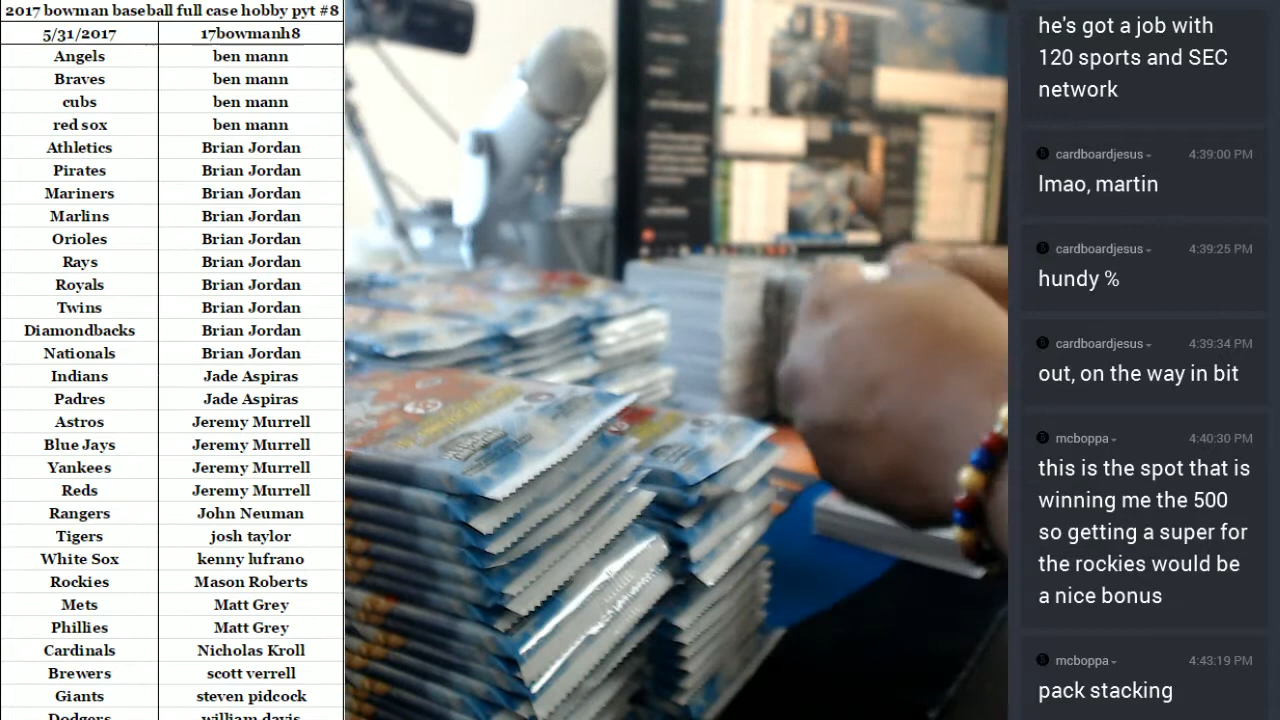 2017 bowman baseball full case hobby pyt #8
5/31/2017 17bowmanh8
Angels ben mann
Braves ben mann
cubs ben mann
red sox ben mann
Athletics Brian Jordan
Pirates Brian Jordan
Mariners Brian Jordan
Marlins Brian Jordan
Orioles Brian Jordan
Rays Brian Jordan
Royals Brian Jordan
Twins Brian Jordan
Diamondbacks Brian Jordan
Nationals Brian Jordan
Indians Jade Aspiras
Padres Jade Aspiras
Astros Jeremy Murrell
Blue Jays Jeremy Murrell
Yankees Jeremy Murrell
Reds Jeremy Murrell
Rangers John Neuman
Tigers josh taylor
White Sox kenny lufrano
Rockies Mason Roberts
Mets Matt Grey
Phillies Matt Grey
Cardinals Nicholas Kroll
Brewers scott verrell
Giants steven pidcock
Dodgers william davis
he's got a job with
120 sports and SEC
network
cardboardjesus 4:39:00 PM
lmao, martin
cardboardjesus 4:39:25 PM
hundy %
cardboardjesus 4:39:34 PM
out, on the way in bit
mcboppa 4:40:30 PM
this is the spot that is
winning me the 500
so getting a super for
the rockies would be
a nice bonus
mcboppa 4:43:19 PM
pack stacking